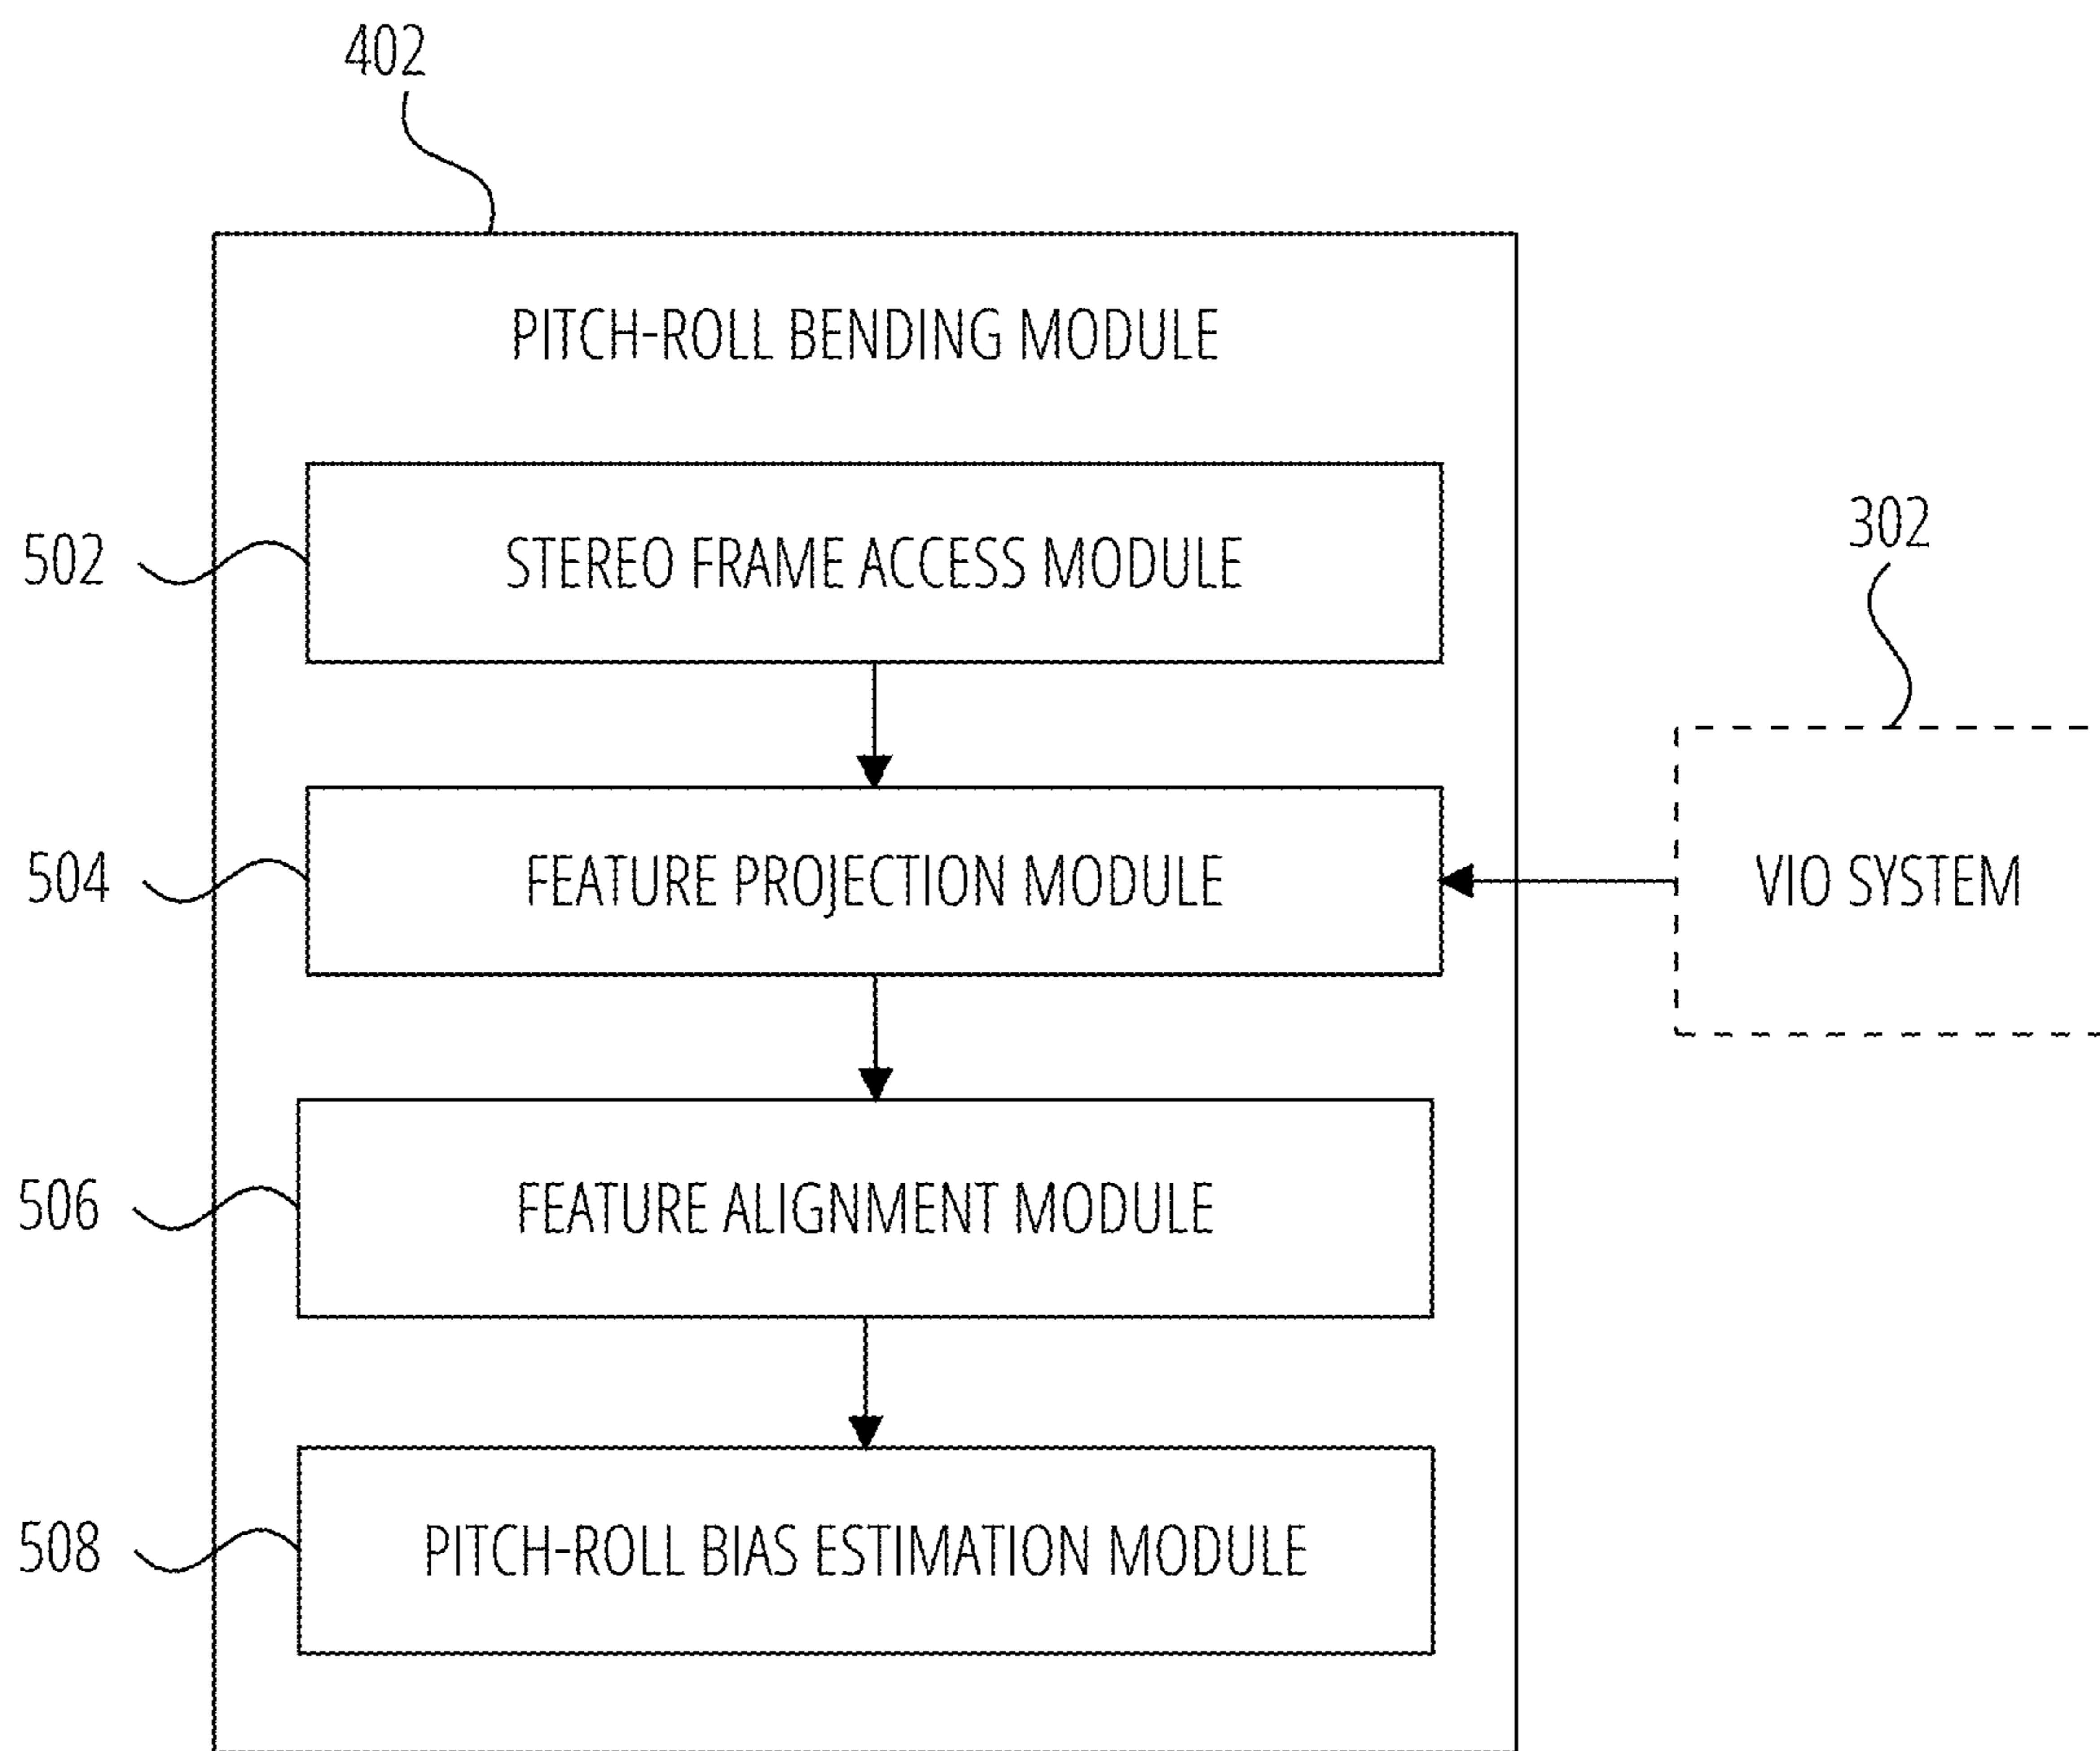 402
PITCH-ROLL BENDING MODULE
502
STEREO FRAME ACCESS MODULE
302
504
FEATURE PROJECTION MODULE
VIO SYSTEM
506
FEATURE ALIGNMENT MODULE
508
PITCH-ROLL BIAS ESTIMATION MODULE